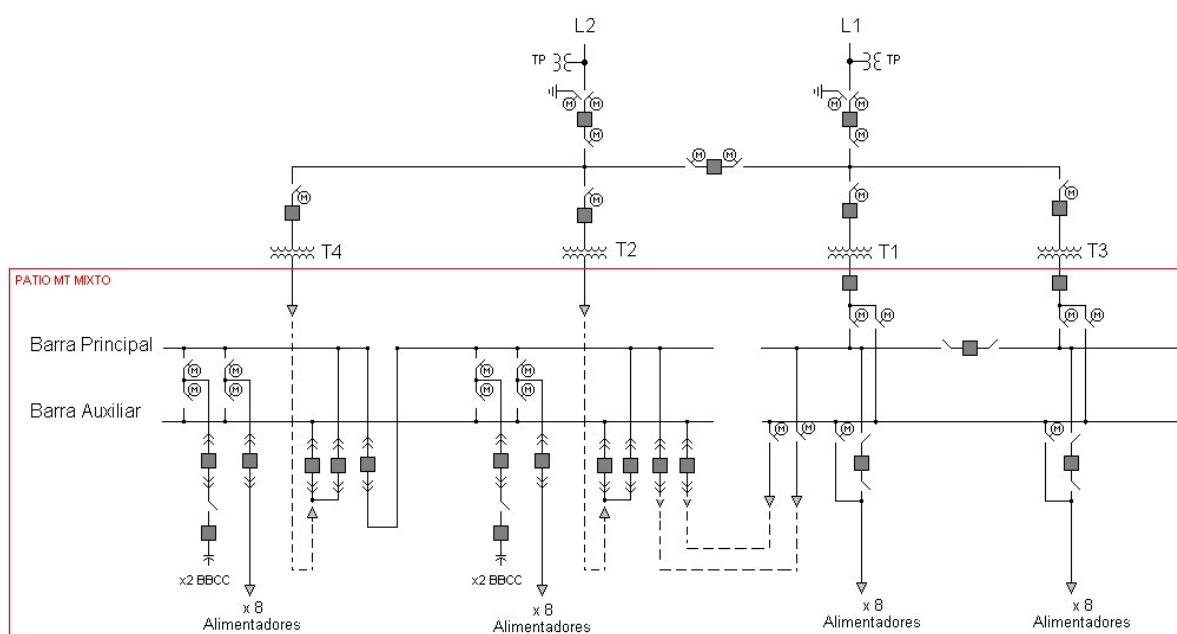 L2
L1
TP
TP
M
M
M
M
M
M
M
M
M
M
M
M
T4
T2
T1
T3
PATIO MT MIXTO
M
M
M
M
Barra Principal
M
M
M
M
M
M
M
M
Barra Auxiliar
M
M
M
M
x2 BBCC
x2 BBCC
x 8
Alimentadores
x 8
Alimentadores
x 8
Alimentadores
x 8
Alimentadores